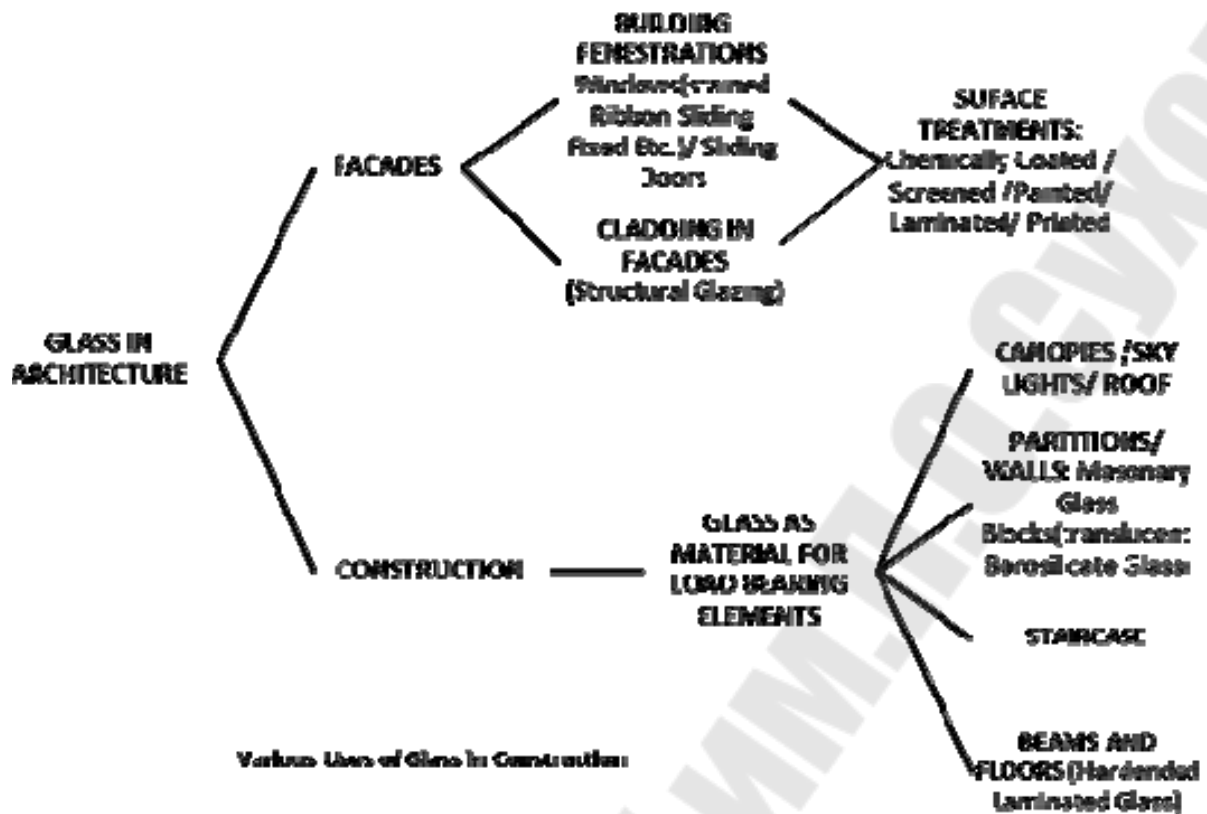 BUILDING
FENESTRATIONS
Windows(stained
Ribbon Sliding
Fixed Etc.)/ Sliding
Doors
SUFACE
TREATMENTS:
Chemically Coated /
Screened /Painted/
Laminated/ Printed
FACADES
CLADDING IN
FACADES
(Structural Glazing)
GLASS IN
ARCHITECTURE
CANOPIES /SKY
LIGHTS/ ROOF
PARTITIONS/
WALLS: Masonary
Glass
Blocks(translucent
Borosilicate Glass
CONSTRUCTION
GLASS AS
MATERIAL FOR
LOAD BEARING
ELEMENTS
STAIRCASE
BEAMS AND
FLOORS(Hardended
Laminated Glass)
Various Uses of Glass in Construction